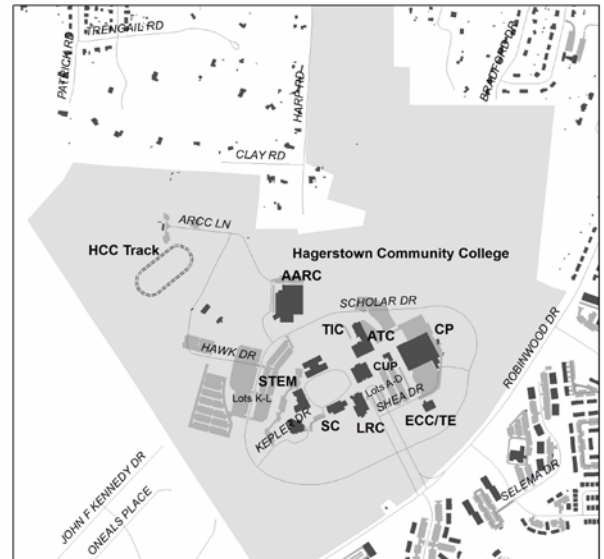 TRENGAIL RD
PATRICK RD
HARP RD
BRADFORD DR
CLAY RD
ARCC LN
HCC Track
Hagerstown Community College
AARC
SCHOLAR DR
TIC
ATC
CP
ROBINWOOD DR
HAWK DR
CUP
STEM
Lots A-D
Lots K-L
SHEA DR
KEPLER DR
SC
LRC
ECC/TE
SELEMA DR
JOHN F KENNEDY DR
ONEALS PLACE